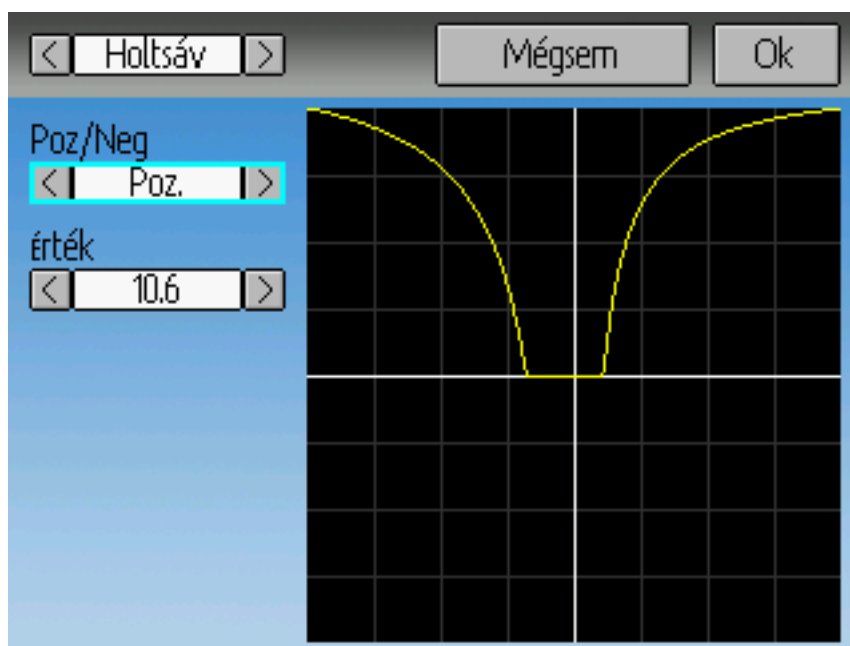 < Holtsáv > Mégsem Ok
Poz/Neg
< Poz. >
érték
< 10.6 >